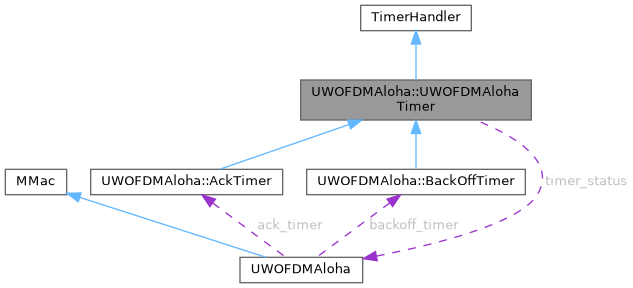 TimerHandler
UWOFDMAloha::UWOFDMAloha
Timer
MMac
UWOFDMAloha::AckTimer
UWOFDMAloha::BackOffTimer
timer_status
ack_timer
backoff_timer
UWOFDMAloha